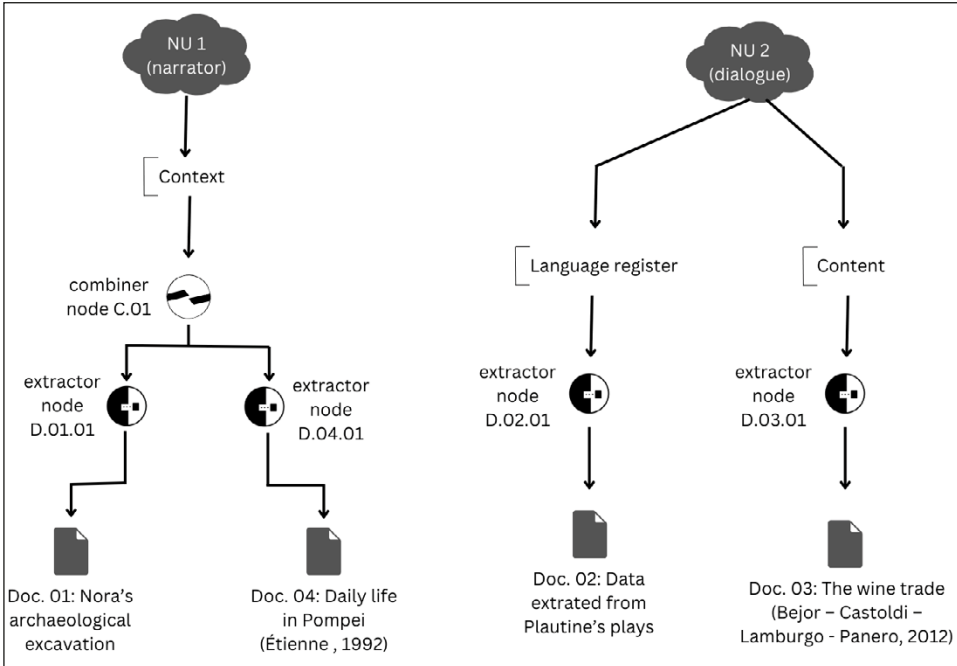 NU 1
(narrator)
Context
combiner
node C.01
extractor
node
D.01.01
extractor
node
D.04.01
Doc. 01: Nora's
archaeological
excavation
Doc. 04: Daily life
in Pompei
(Étienne , 1992)
NU 2
(dialogue)
Language register
Content
extractor
node
D.02.01
extractor
node
D.03.01
Doc. 02: Data
extrated from
Plautine's plays
Doc. 03: The wine trade
(Bejor – Castoldi –
Lamburgo - Panero, 2012)